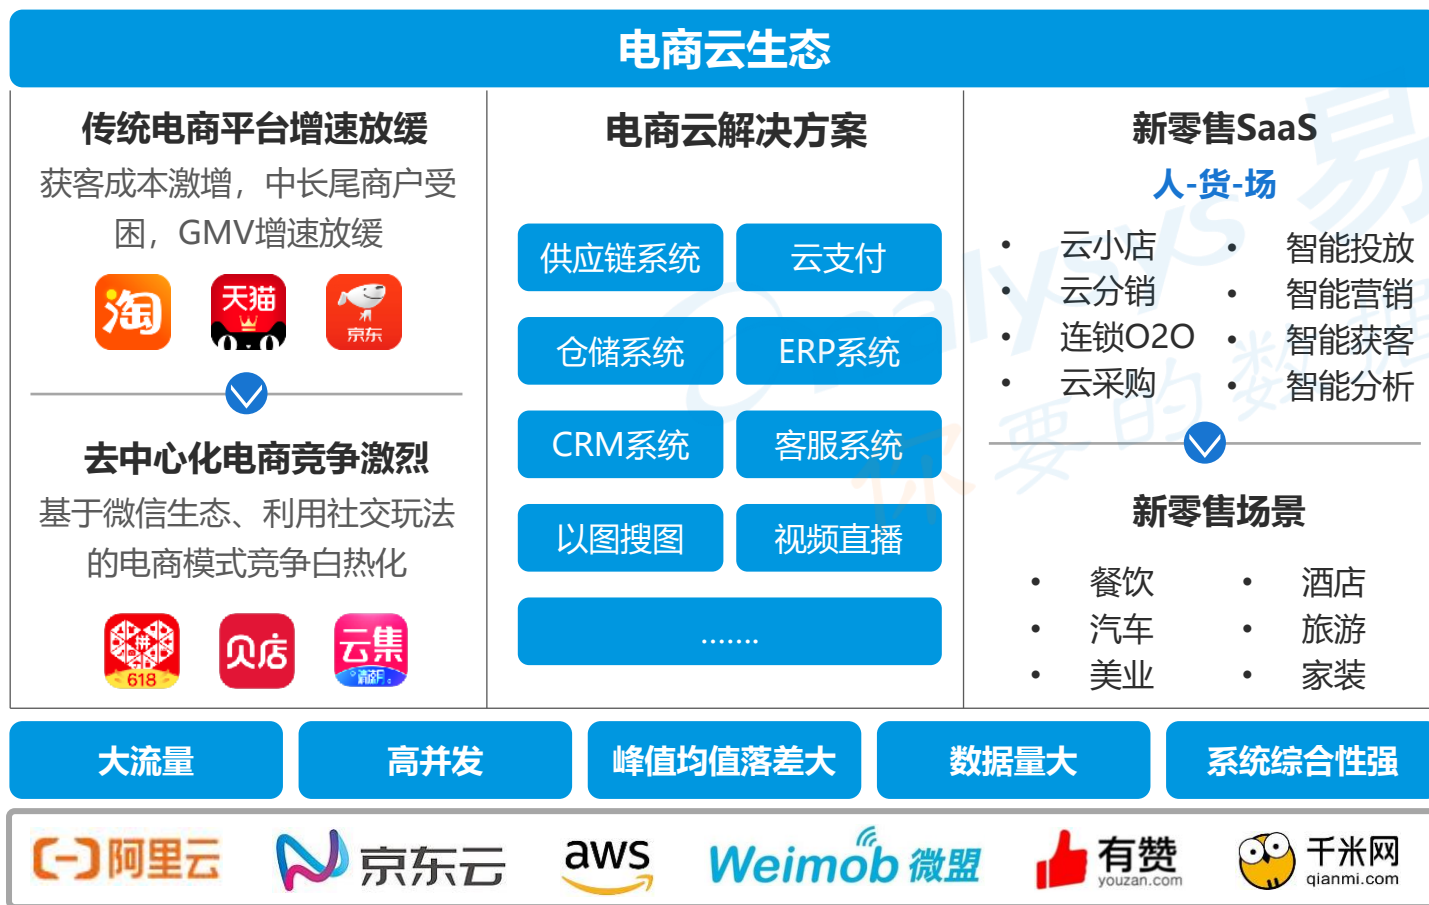 电商云生态
传统电商平台增速放缓
获客成本激增，中长尾商户受
困，GMV增速放缓
淘
天猫
京东
去中心化电商竞争激烈
基于微信生态、利用社交玩法
的电商模式竞争白热化
拼
618
贝店
云集
电商云解决方案
供应链系统
云支付
仓储系统
ERP系统
CRM系统
客服系统
以图搜图
视频直播
.......
新零售SaaS
人-货-场
• 云小店
• 云分销
• 连锁O2O
• 云采购
• 智能投放
• 智能营销
• 智能获客
• 智能分析
新零售场景
• 餐饮
• 汽车
• 美业
• 酒店
• 旅游
• 家装
大流量
高并发
峰值均值落差大
数据量大
系统综合性强
阿里云
京东云
aws
Weimob 微盟
有赞
youzan.com
千米网
qianmi.com
nalysys 易
你要的数据